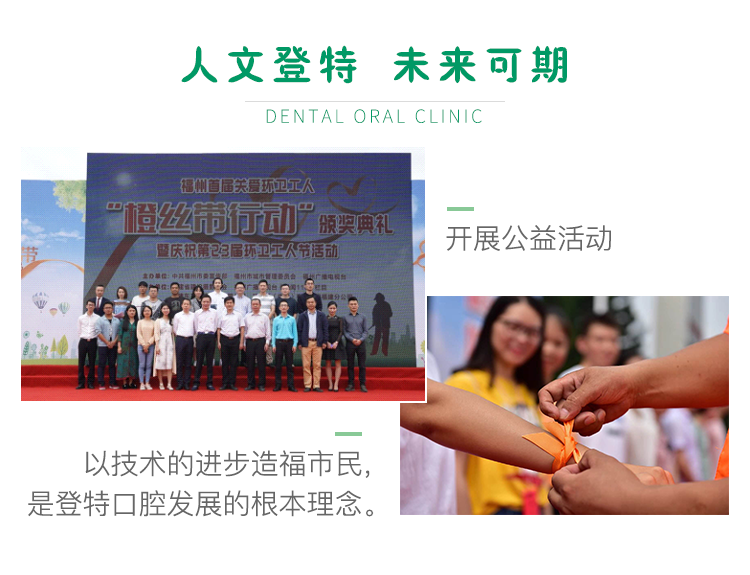 人文登特 未来可期
DENTAL ORAL CLINIC
福州首届关爱环卫工人
“橙丝带行动”颁奖典礼
暨庆祝第23届环卫工人节活动
开展公益活动
以技术的进步造福市民，
是登特口腔发展的根本理念。